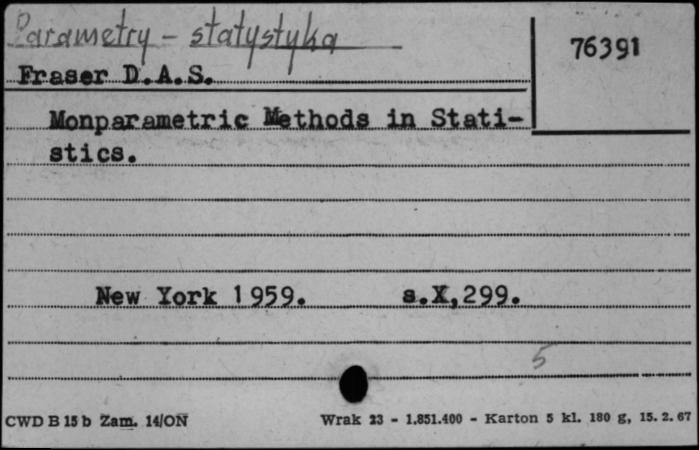 Parametry - statystyka
76391
Fraser D.A.S.
Monparametric Methods in Stati-
stics.
New York 1959. s.X,299.
5
CWD B 15 b Zam. 14/ON Wrak 23 - 1.851.400 - Karton 5 kl. 180 g, 15.2.67